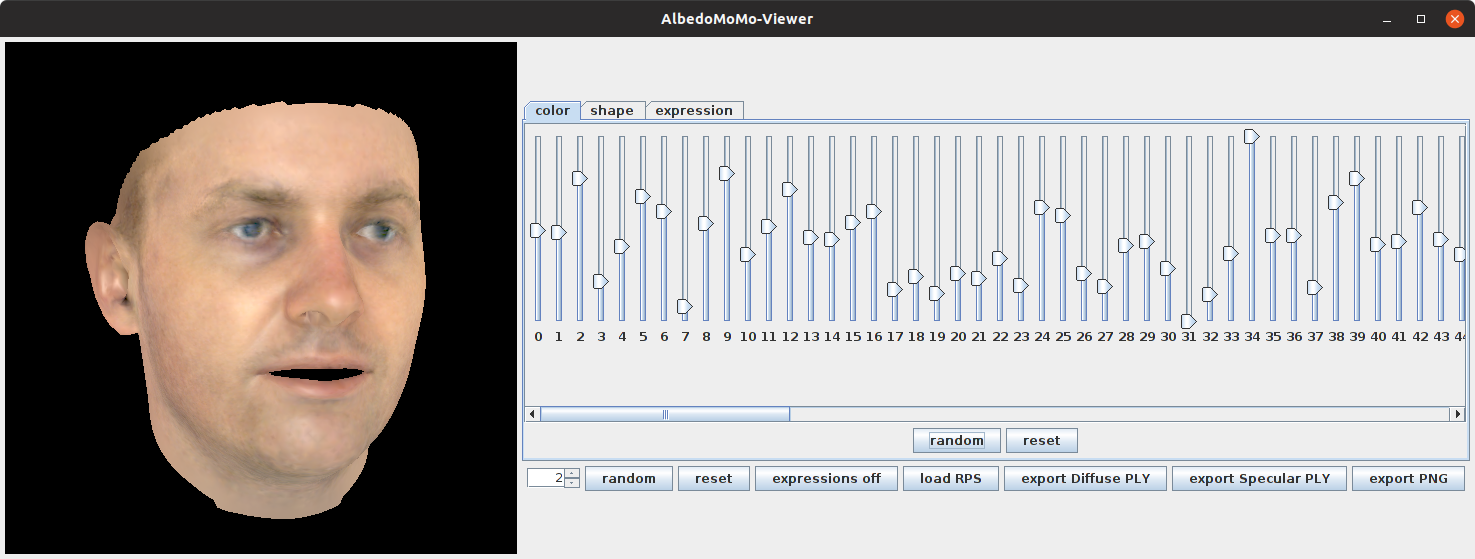 AlbedoMoMo-Viewer
color shape expression
0 1 2 3 4 5 6 7 8 9 10 11 12 13 14 15 16 17 18 19 20 21 22 23 24 25 26 27 28 29 30 31 32 33 34 35 36 37 38 39 40 41 42 43 44
random reset
2 random reset expressions off load RPS export Diffuse PLY export Specular PLY export PNG